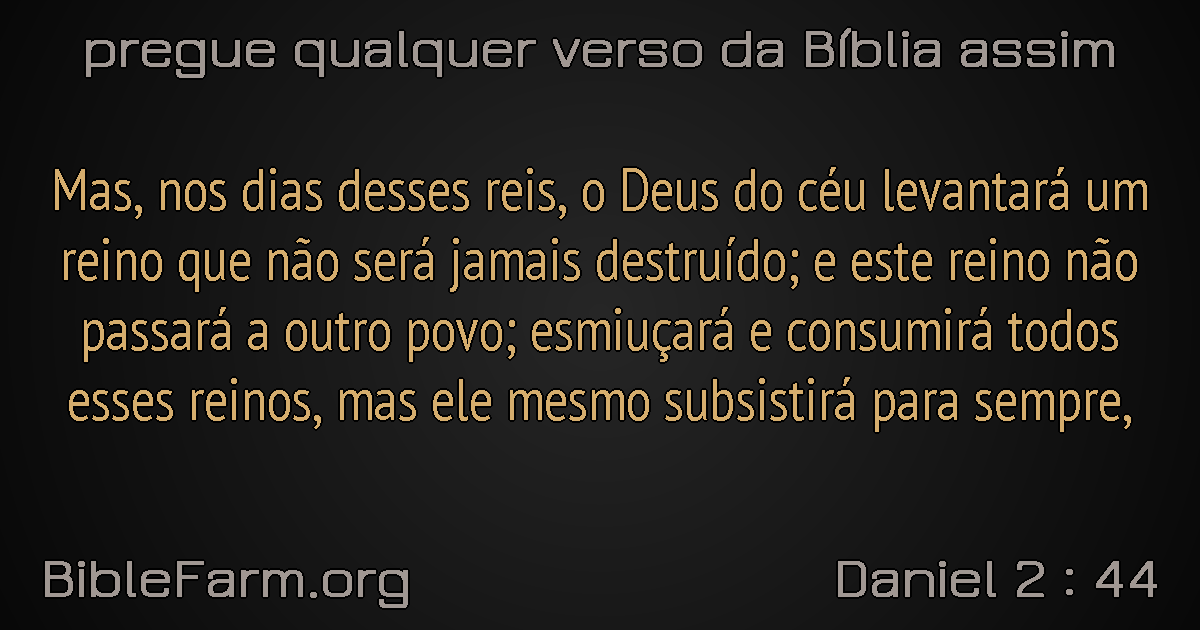 pregue qualquer verso da Bíblia assim
Mas, nos dias desses reis, o Deus do céu levantará um
reino que não será jamais destruído; e este reino não
passará a outro povo; esmiuçará e consumirá todos
esses reinos, mas ele mesmo subsistirá para sempre,
BibleFarm.org
Daniel 2 : 44